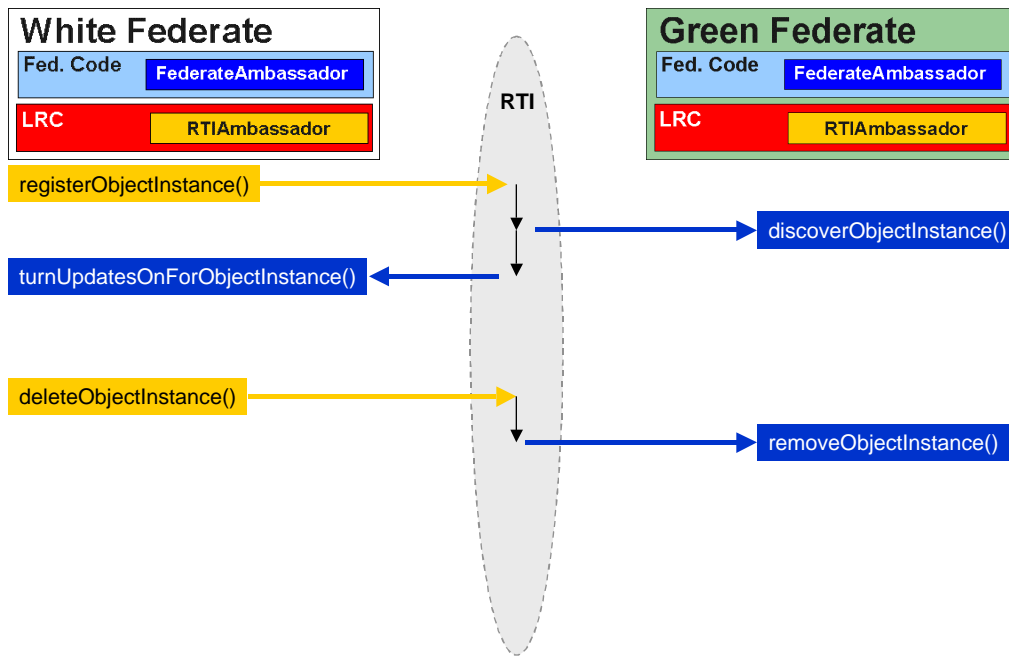 White Federate
Fed. Code
FederateAmbassador
LRC
RTIAmbassador
Green Federate
Fed. Code
FederateAmbassador
LRC
RTIAmbassador
RTI
registerObjectInstance()
discoverObjectInstance()
turnUpdatesOnForObjectInstance()
deleteObjectInstance()
removeObjectInstance()